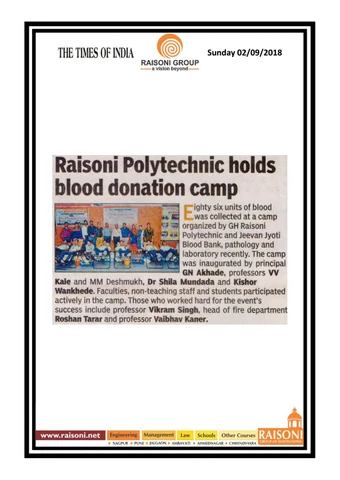 THE TIMES OF INDIA
RAISONI GROUP
a vision beyond
Sunday 02/09/2018
Raisoni Polytechnic holds
blood donation camp
Eighty six units of blood
was collected at a camp
organized by GH Raisoni
Polytechnic and Jeevan Jyoti
Blood Bank, pathology and
laboratory recently. The camp
was inaugurated by principal
GN Akhade, professors VV
Kale and MM Deshmukh, Dr Shila Mundada and Kishor
Wankhede. Faculties, non-teaching staff and students participated
actively in the camp. Those who worked hard for the event's
success include professor Vikram Singh, head of fire department
Roshan Tarar and professor Vaibhav Kaner.
www.raisoni.net Engineering Management Law Schools Other Courses RAISONI
NAGPUR PUNE JALGAON AMRAVATI AHMEDNAGAR CHHINDWARA